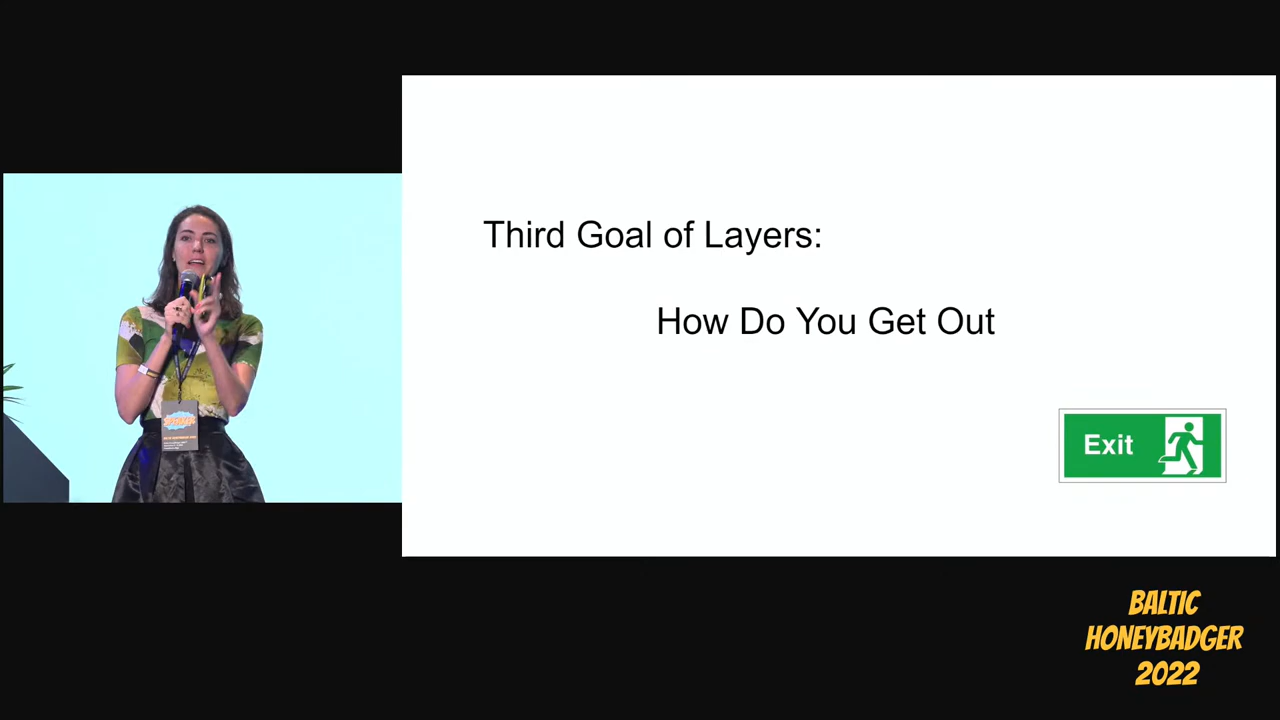 Third Goal of Layers:
How Do You Get Out
Exit
BALTIC
HONEYBADGER
2022